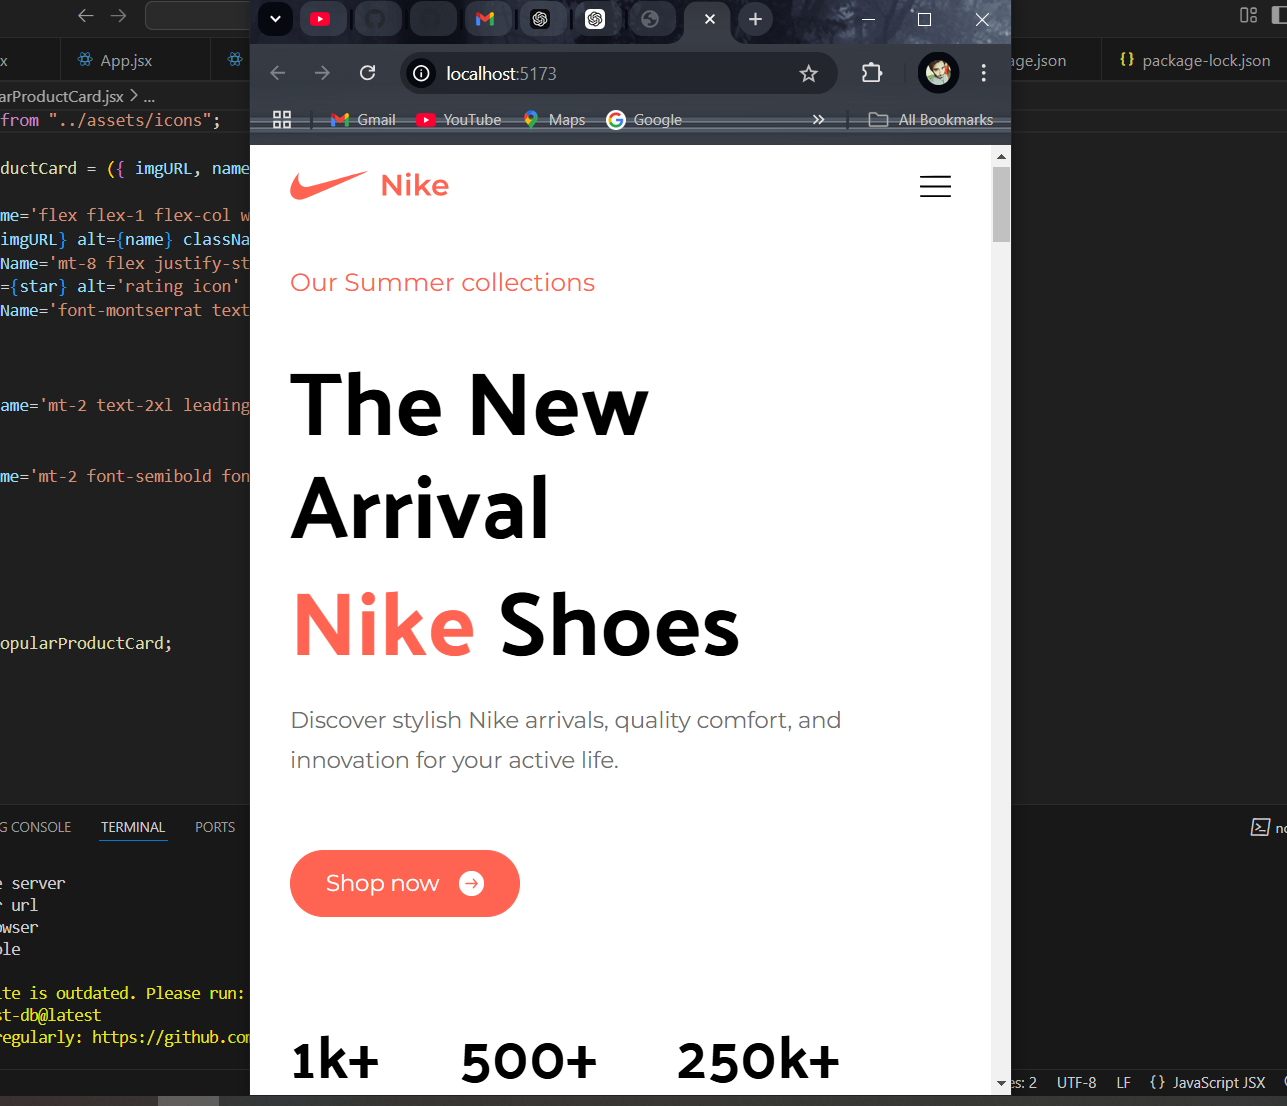 App.jsx
age.json
{} package-lock.json
arProductCard.jsx > ...
from "../assets/icons";
ductCard = ({ imgURL, name
me='flex flex-1 flex-col w
imgURL} alt={name} classNa
Name='mt-8 flex justify-st
={star} alt='rating icon'
Name='font-montserrat text
ame='mt-2 text-2xl leading
me='mt-2 font-semibold fon
opularProductCard;
G CONSOLE
TERMINAL
PORTS
e server
r url
owser
ole
ite is outdated. Please run:
st-db@latest
regularly: https://github.com
localhost:5173
Gmail
YouTube
Maps
Google
»
All Bookmarks
Nike
Our Summer collections
The New
Arrival
Nike Shoes
Discover stylish Nike arrivals, quality comfort, and
innovation for your active life.
Shop now
1k+
500+
250k+
es: 2
UTF-8
LF
{} JavaScript JSX